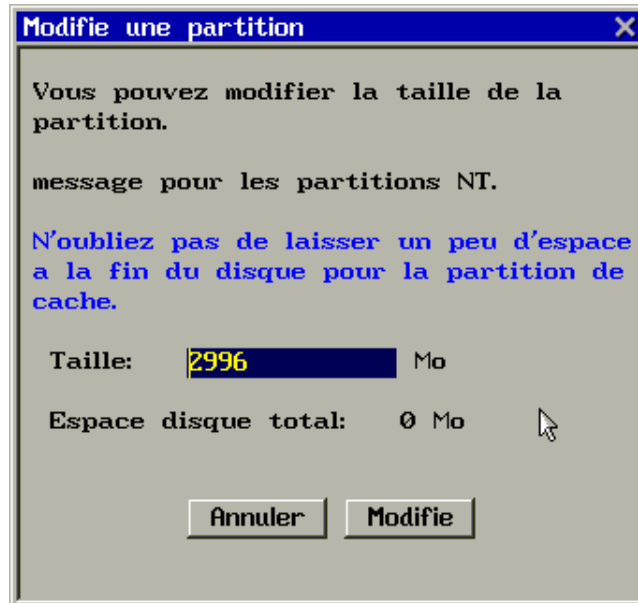 Modifie une partition
Vous pouvez modifier la taille de la
partition.
message pour les partitions NT.
N'oubliez pas de laisser un peu d'espace
a la fin du disque pour la partition de
cache.
Taille: 2996 Mo
Espace disque total: 0 Mo
Annuler Modifie